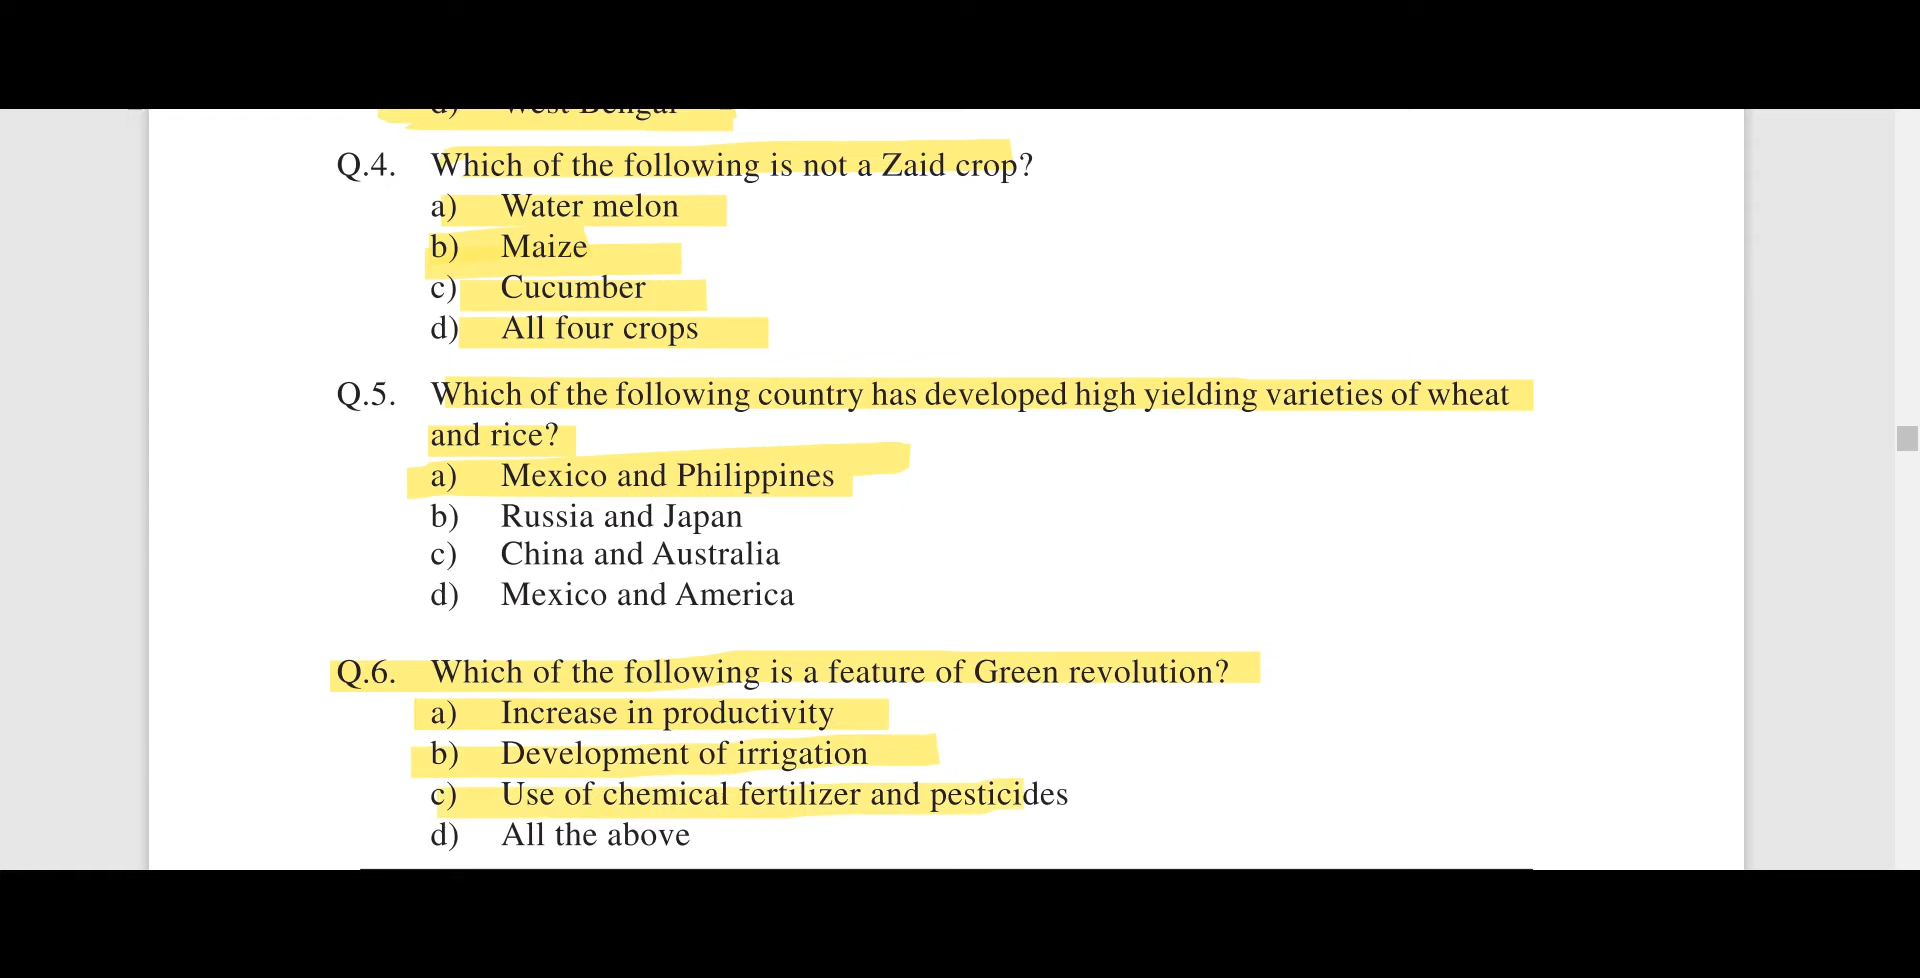 d) West Bengal
Q.4. Which of the following is not a Zaid crop?
a) Water melon
b) Maize
c) Cucumber
d) All four crops
Q.5. Which of the following country has developed high yielding varieties of wheat
and rice?
a) Mexico and Philippines
b) Russia and Japan
c) China and Australia
d) Mexico and America
Q.6. Which of the following is a feature of Green revolution?
a) Increase in productivity
b) Development of irrigation
c) Use of chemical fertilizer and pesticides
d) All the above